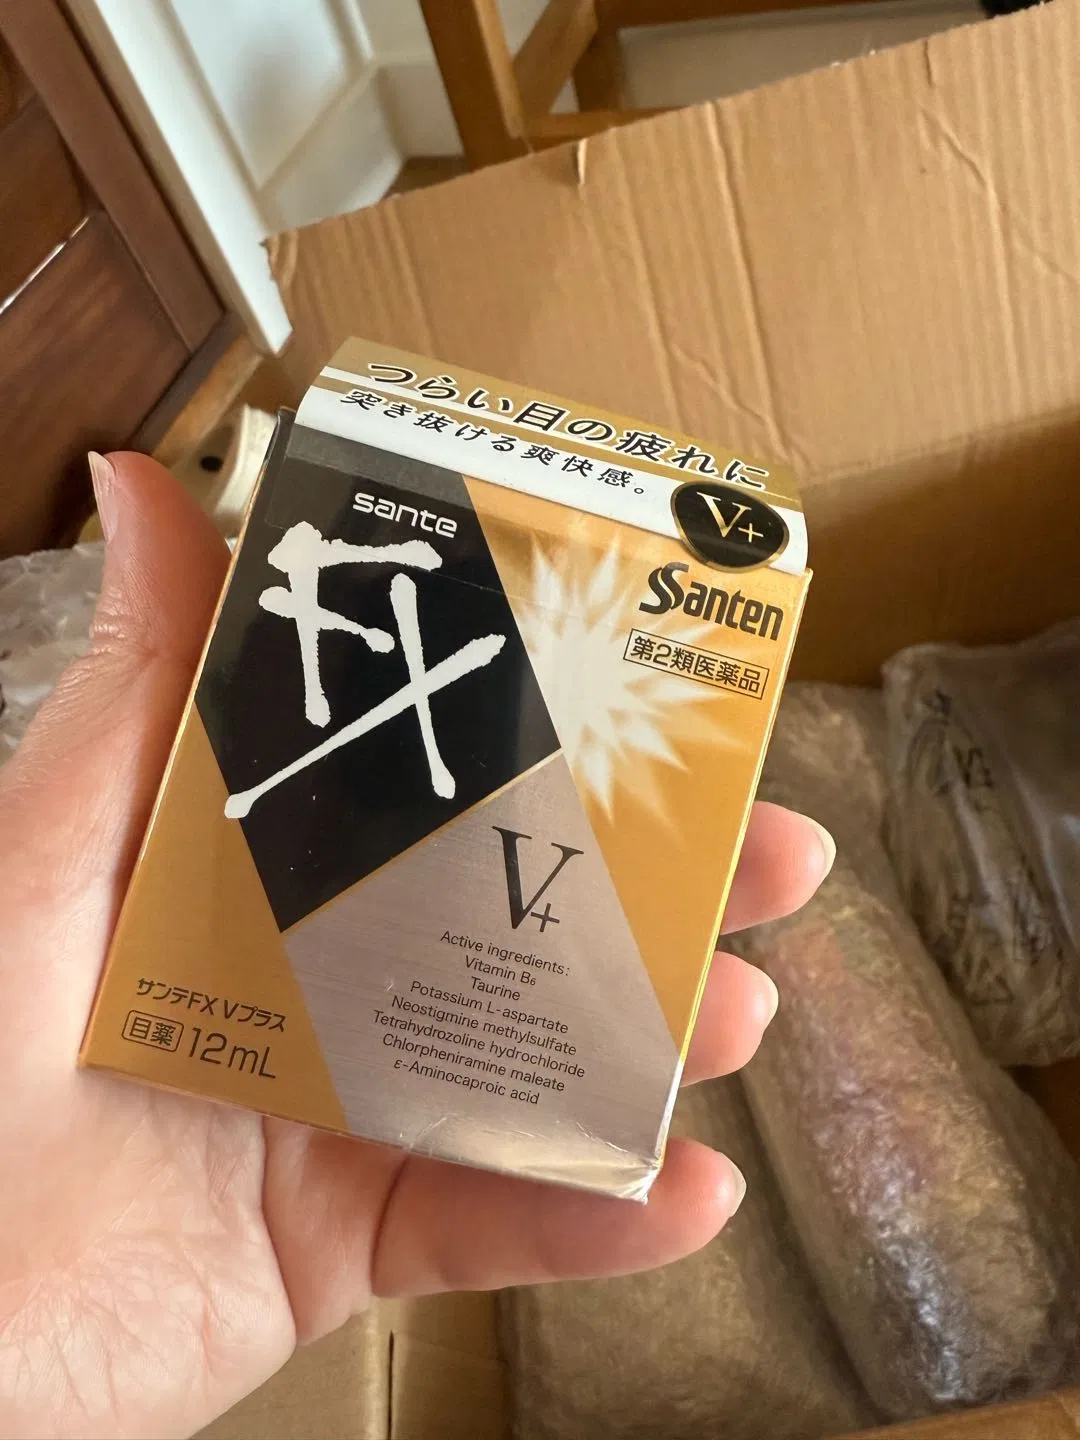 つらい目の疲れに
突き抜ける爽快感。
V+
sante
FX
Santen
第2類医薬品
V+
Active ingredients:
Vitamin B₆
Taurine
Potassium L-aspartate
Neostigmine methylsulfate
Tetrahydrozoline hydrochloride
Chlorpheniramine maleate
ε-Aminocaproic acid
サンテFX Vプラス
目薬 12mL